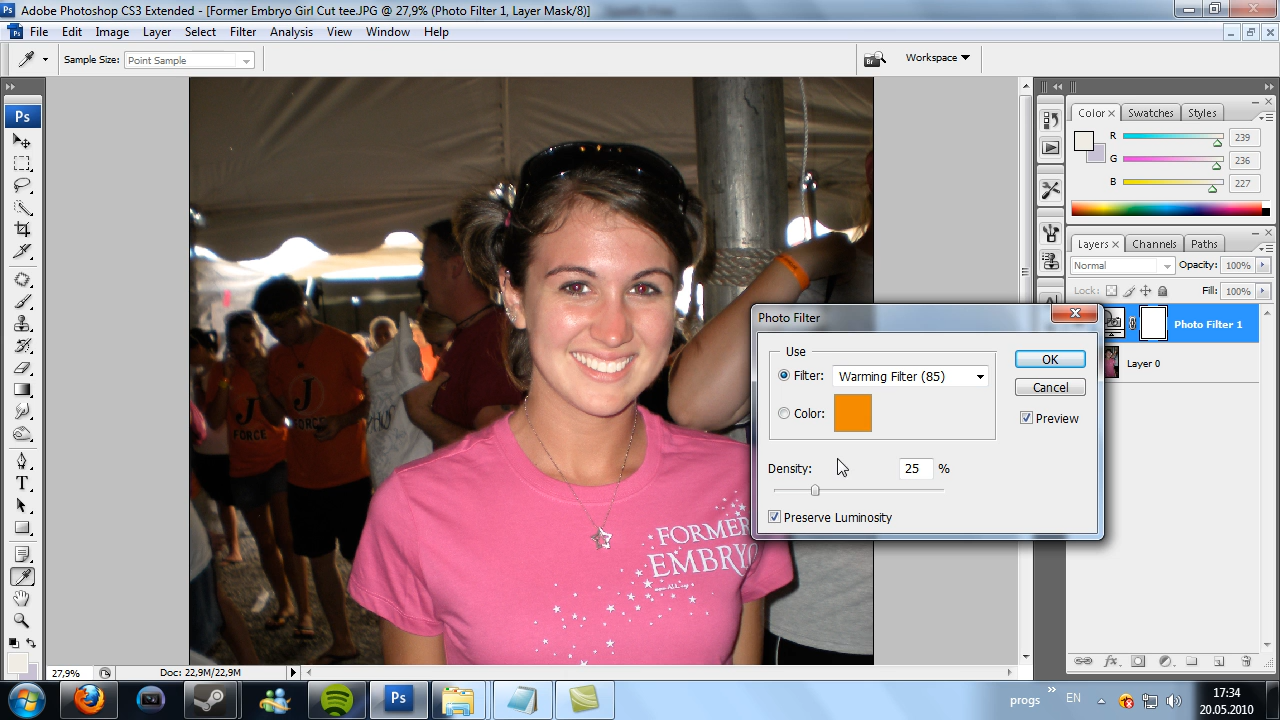 Adobe Photoshop CS3 Extended - [Former Embryo Girl Cut tee.JPG @ 27,9% (Photo Filter 1, Layer Mask/8)]
File Edit Image Layer Select Filter Analysis View Window Help
Sample Size: Point Sample
Workspace
Ps
Color Swatches Styles
R 239
G 236
B 227
Layers Channels Paths
Normal Opacity: 100%
Lock: Fill: 100%
Photo Filter 1
Layer 0
Photo Filter
Use
Filter: Warming Filter (85)
Color:
OK
Cancel
Preview
Density: 25 %
Preserve Luminosity
J
FORCE
J
FORCE
FORMER
EMBRYO
27,9% Doc: 22,9M/22,9M
Ps
progs
EN
17:34
20.05.2010